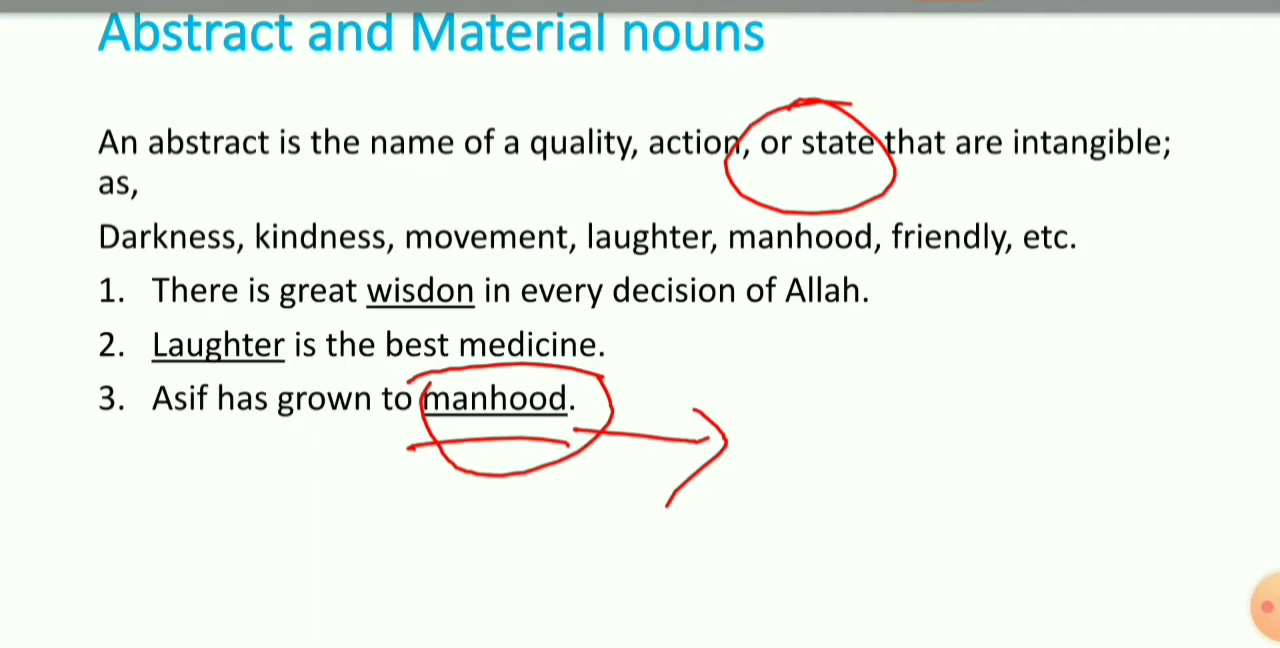 Abstract and Material nouns
An abstract is the name of a quality, action, or state that are intangible;
as,
Darkness, kindness, movement, laughter, manhood, friendly, etc.
1. There is great wisdon in every decision of Allah.
2. Laughter is the best medicine.
3. Asif has grown to manhood.